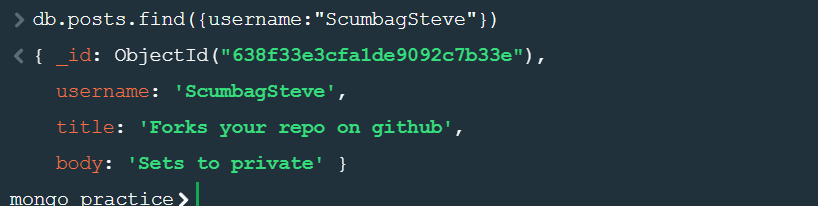 > db.posts.find({username:"ScumbagSteve"})
< { _id: ObjectId("638f33e3cfa1de9092c7b33e"),
username: 'ScumbagSteve',
title: 'Forks your repo on github',
body: 'Sets to private' }
mongo_practice>